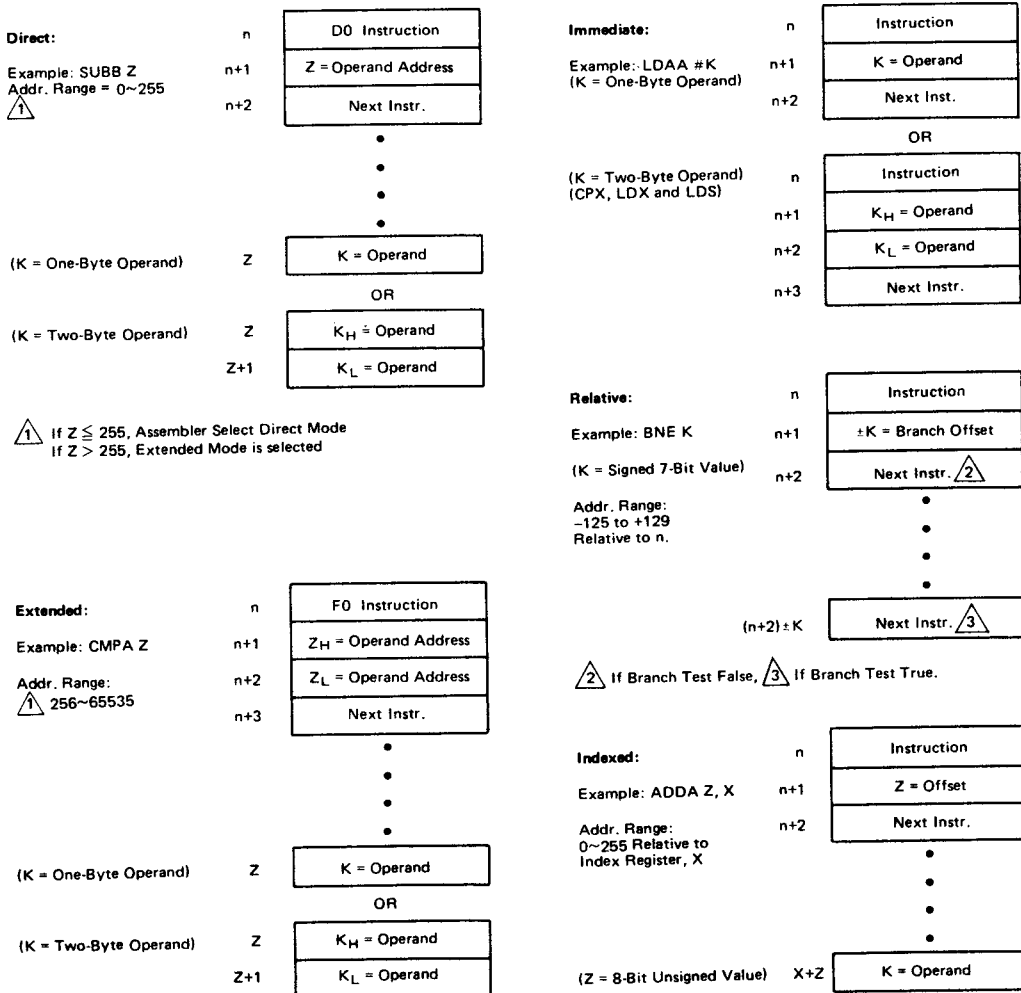 Direct:
n
D0 Instruction
Example: SUBB Z
n+1
Z = Operand Address
Addr. Range = 0~255
n+2
Next Instr.
1
(K = One-Byte Operand)
Z
K = Operand
OR
(K = Two-Byte Operand)
Z
KH = Operand
Z+1
KL = Operand
1 If Z ≦ 255, Assembler Select Direct Mode
If Z > 255, Extended Mode is selected
Extended:
n
F0 Instruction
Example: CMPA Z
n+1
ZH = Operand Address
Addr. Range:
n+2
ZL = Operand Address
1 256~65535
n+3
Next Instr.
(K = One-Byte Operand)
Z
K = Operand
OR
(K = Two-Byte Operand)
Z
KH = Operand
Z+1
KL = Operand
Immediate:
n
Instruction
Example: LDAA #K
n+1
K = Operand
(K = One-Byte Operand)
n+2
Next Inst.
OR
(K = Two-Byte Operand)
n
Instruction
(CPX, LDX and LDS)
n+1
KH = Operand
n+2
KL = Operand
n+3
Next Instr.
Relative:
n
Instruction
Example: BNE K
n+1
±K = Branch Offset
(K = Signed 7-Bit Value)
n+2
Next Instr. 2
Addr. Range:
–125 to +129
Relative to n.
(n+2)±K
Next Instr. 3
2 If Branch Test False, 3 If Branch Test True.
Indexed:
n
Instruction
Example: ADDA Z, X
n+1
Z = Offset
Addr. Range:
n+2
Next Instr.
0~255 Relative to
Index Register, X
(Z = 8-Bit Unsigned Value)
X+Z
K = Operand